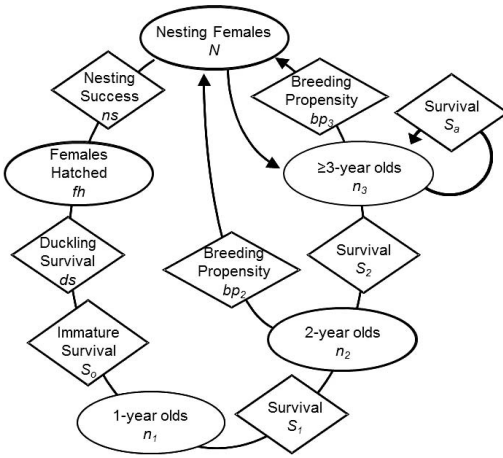 Nesting Females
N
Nesting
Success
ns
Breeding
Propensity
bp3
Survival
Sa
Females
Hatched
fh
≥3-year olds
n3
Duckling
Survival
ds
Breeding
Propensity
bp2
Survival
S2
Immature
Survival
So
2-year olds
n2
1-year olds
n1
Survival
S1